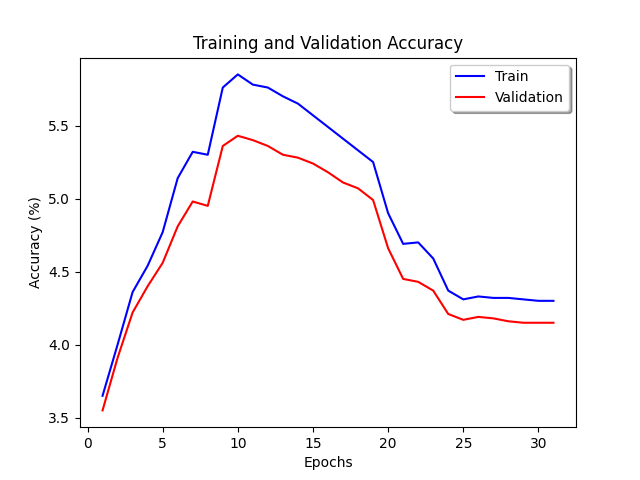 Training and Validation Accuracy
Train
Validation
Accuracy (%)
5.5
5.0
4.5
4.0
3.5
0 5 10 15 20 25 30
Epochs